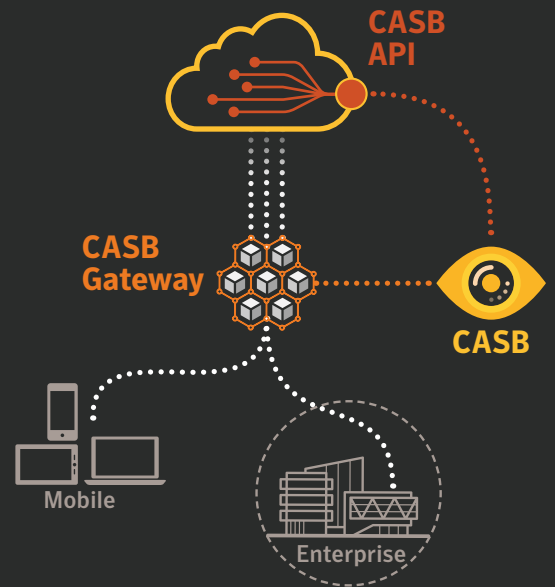 CASB
API
CASB
Gateway
CASB
Mobile
Enterprise